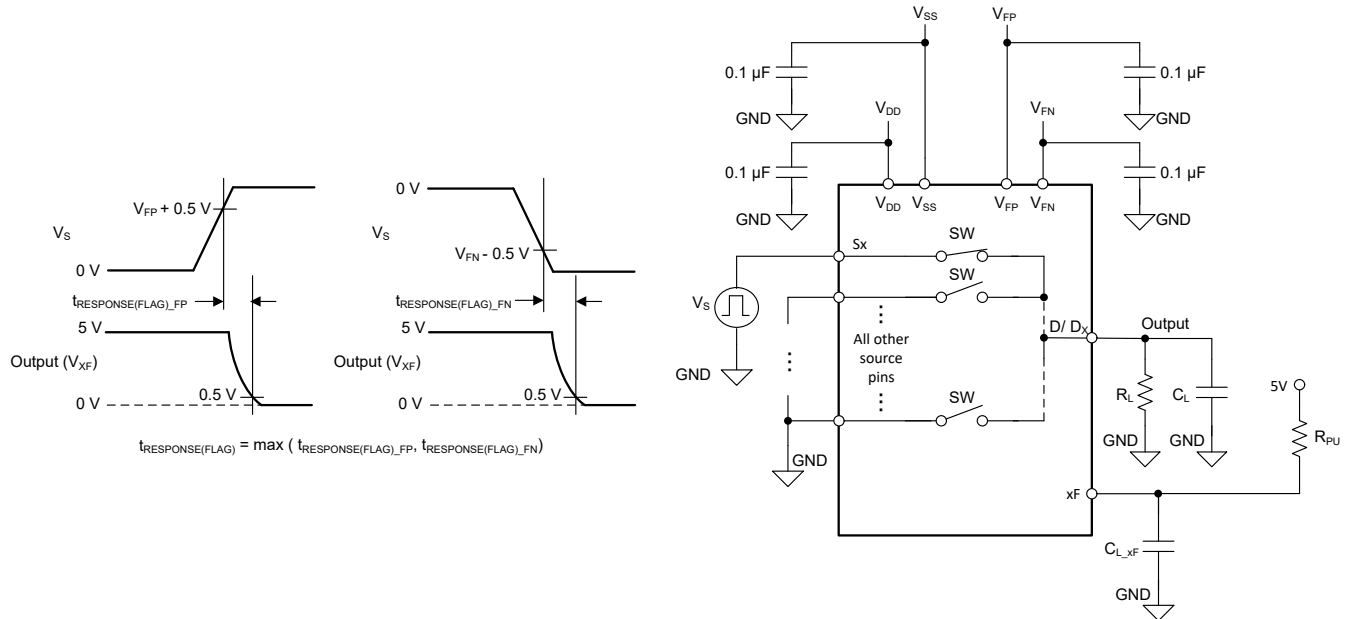 V_S
0 V
V_FP + 0.5 V
t_RESPONSE(FLAG)_FP
5 V
Output (V_XF)
0.5 V
0 V
0 V
V_S
V_FN - 0.5 V
t_RESPONSE(FLAG)_FN
5 V
Output (V_XF)
0.5 V
0 V
t_RESPONSE(FLAG) = max ( t_RESPONSE(FLAG)_FP, t_RESPONSE(FLAG)_FN)
V_SS
V_FP
0.1 µF
0.1 µF
GND
GND
V_DD
V_FN
0.1 µF
0.1 µF
GND
GND
V_DD
V_SS
V_FP
V_FN
Sx
SW
SW
V_S
GND
All other
source
pins
SW
GND
D/ D_X
Output
R_L
C_L
GND
GND
5V
R_PU
xF
C_L_xF
GND